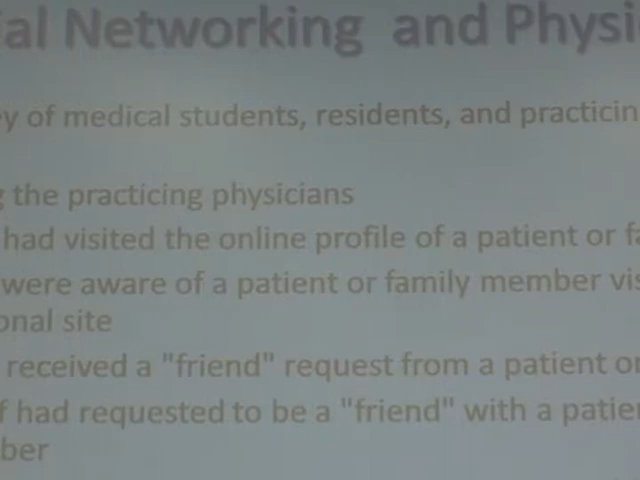 ial Networking and Physi
y of medical students, residents, and practicin
g the practicing physicians
had visited the online profile of a patient or fa
were aware of a patient or family member vis
onal site
received a "friend" request from a patient or
f had requested to be a "friend" with a patie
ber